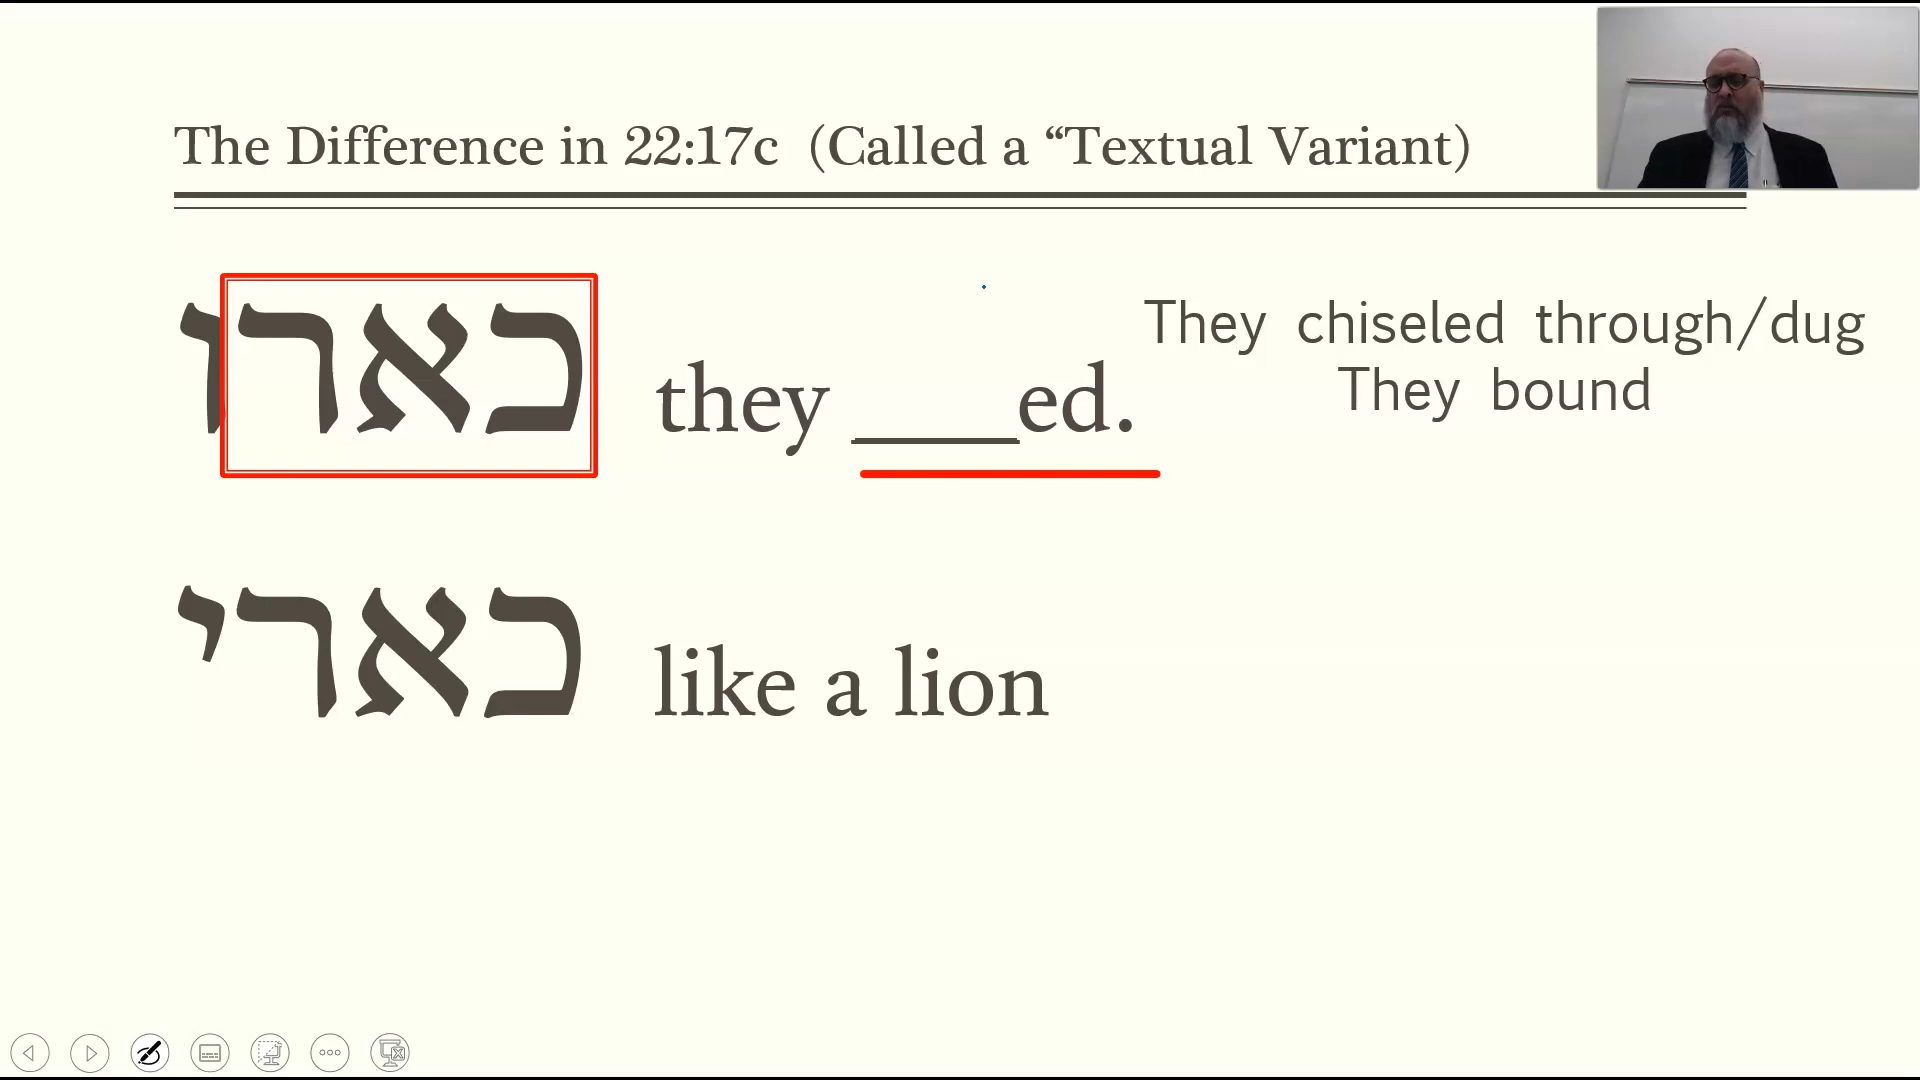 The Difference in 22:17c (Called a “Textual Variant)
כארו they ____ed.
They chiseled through/dug
They bound
כארי like a lion